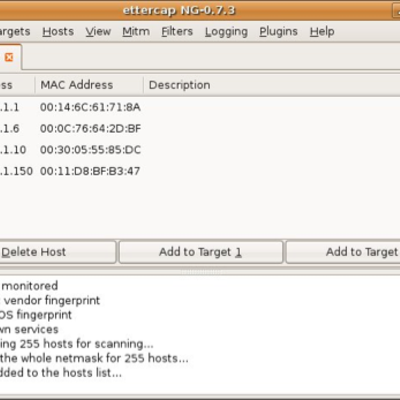 ettercap NG-0.7.3
argets Hosts View Mitm Filters Logging Plugins Help
ss MAC Address Description
.1.1 00:14:6C:61:71:8A
.1.6 00:0C:76:64:2D:BF
.1.10 00:30:05:55:85:DC
.1.150 00:11:D8:BF:B3:47
Delete Host Add to Target 1 Add to Target
monitored
vendor fingerprint
OS fingerprint
wn services
ing 255 hosts for scanning...
the whole netmask for 255 hosts...
dded to the hosts list...